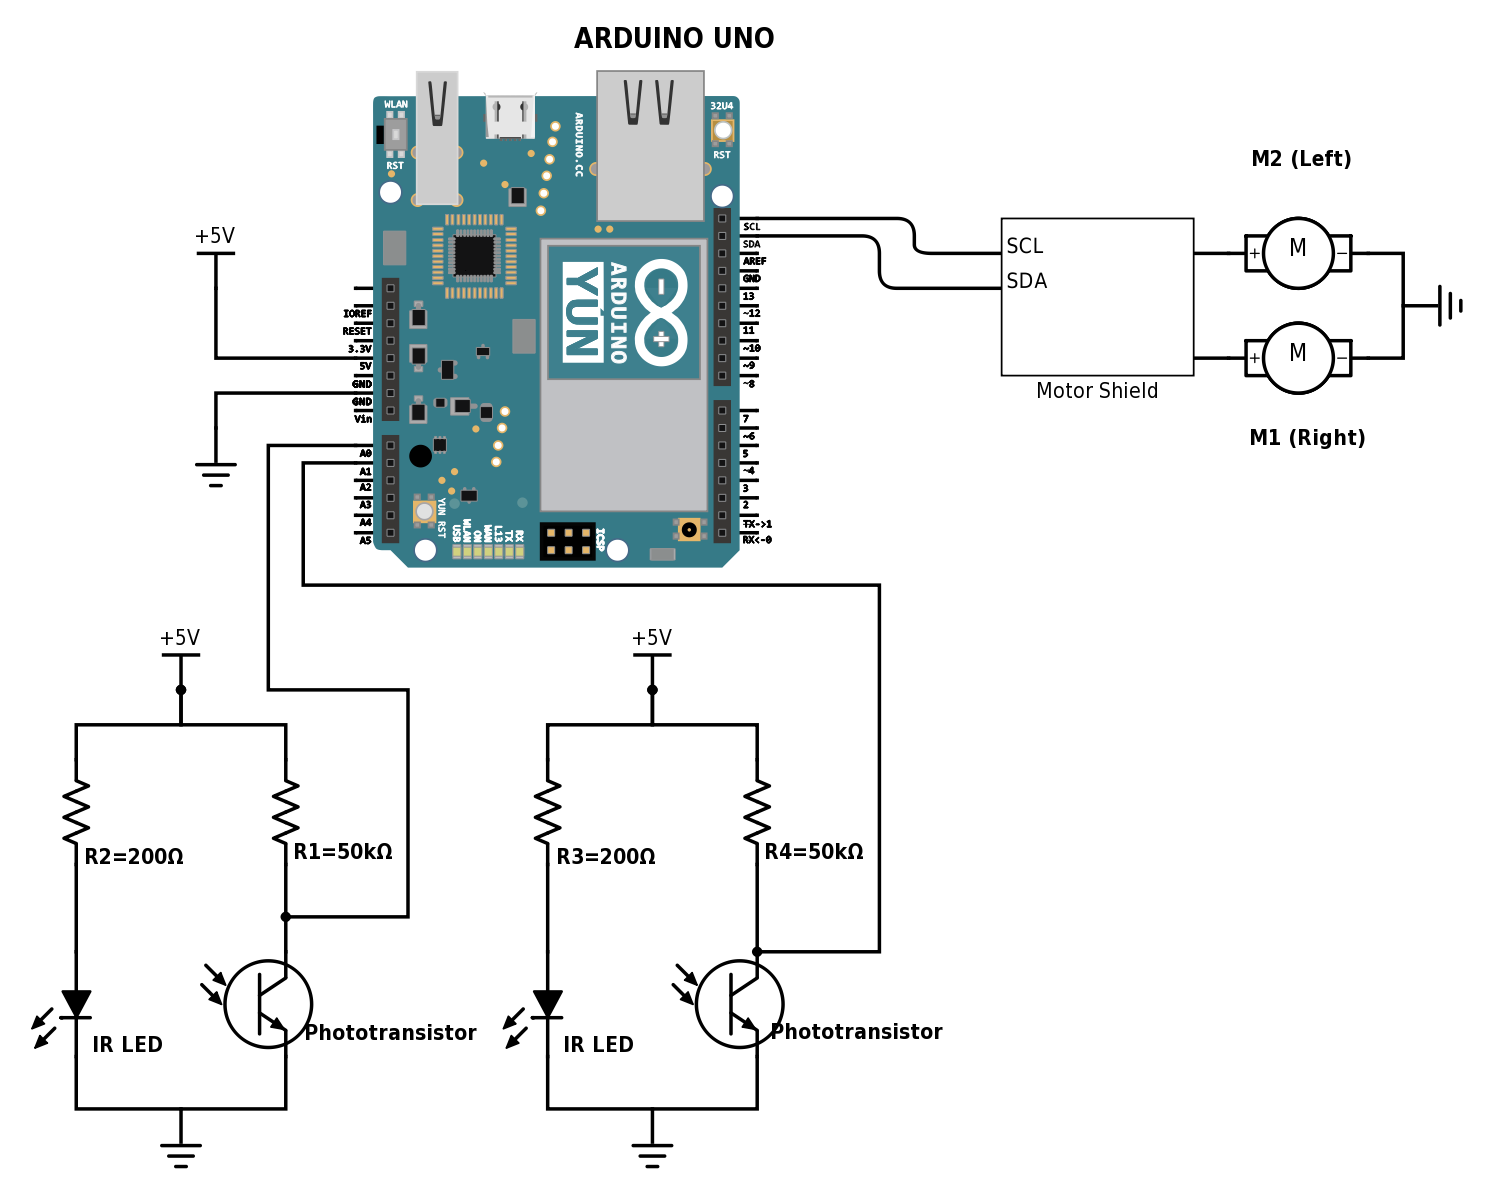 ARDUINO UNO
WLAN
RST
ARDUINO.CC
32U4
RST
M2 (Left)
+5V
SCL
SDA
AREF
GND
13
~12
11
~10
~9
~8
SCL
SDA
M
+
−
IOREF
RESET
3.3V
5V
GND
GND
Vin
ARDUINO
YÚN
M
+
−
Motor Shield
M1 (Right)
7
~6
5
~4
3
2
TX->1
RX<-0
A0
A1
A2
A3
A4
A5
YUN RST
USB
WLAN
ON
WAN
L13
TX
RX
ICSP
+5V
+5V
R2=200Ω
R1=50kΩ
R3=200Ω
R4=50kΩ
IR LED
Phototransistor
IR LED
Phototransistor